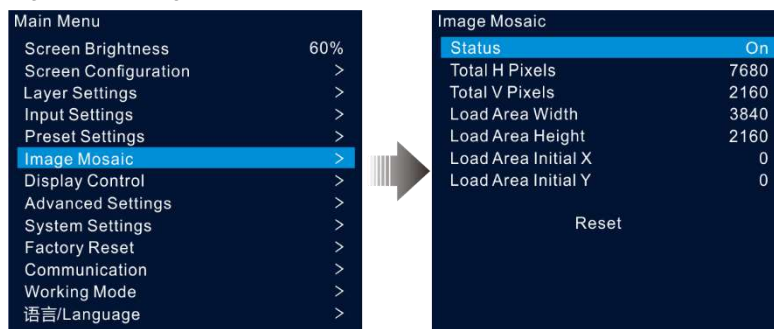 Main Menu
Screen Brightness 60%
Screen Configuration >
Layer Settings >
Input Settings >
Preset Settings >
Image Mosaic >
Display Control >
Advanced Settings >
System Settings >
Factory Reset >
Communication >
Working Mode >
语言/Language >
Image Mosaic
Status On
Total H Pixels 7680
Total V Pixels 2160
Load Area Width 3840
Load Area Height 2160
Load Area Initial X 0
Load Area Initial Y 0
Reset